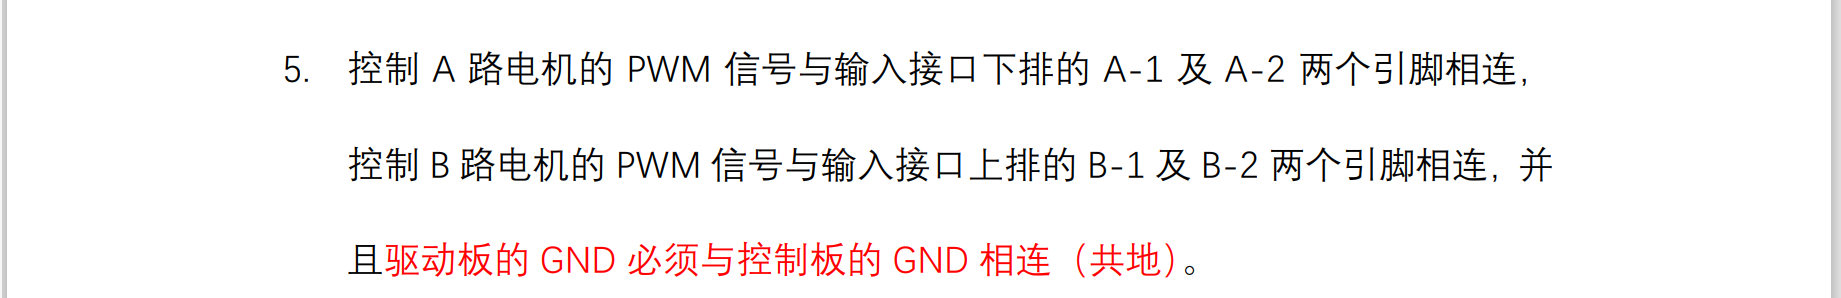 5. 控制 A 路电机的 PWM 信号与输入接口下排的 A-1 及 A-2 两个引脚相连，
控制 B 路电机的 PWM 信号与输入接口上排的 B-1 及 B-2 两个引脚相连，并
且驱动板的 GND 必须与控制板的 GND 相连（共地）。